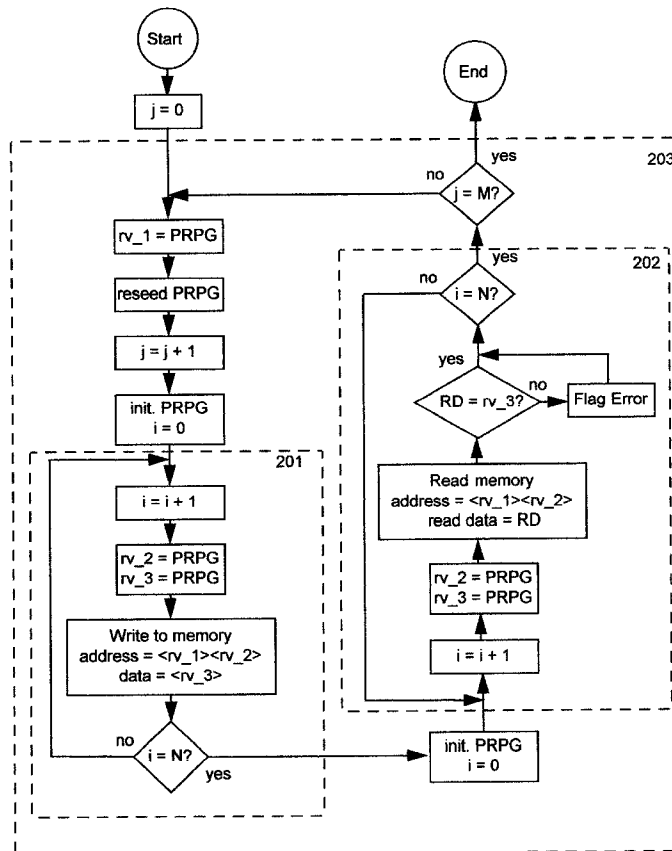 Start
j = 0
203
rv_1 = PRPG
reseed PRPG
j = j + 1
init. PRPG
i = 0
201
i = i + 1
rv_2 = PRPG
rv_3 = PRPG
Write to memory
address = <rv_1><rv_2>
data = <rv_3>
no
i = N?
yes
init. PRPG
i = 0
202
i = i + 1
rv_2 = PRPG
rv_3 = PRPG
Read memory
address = <rv_1><rv_2>
read data = RD
RD = rv_3?
no
Flag Error
yes
i = N?
no
yes
j = M?
no
yes
End